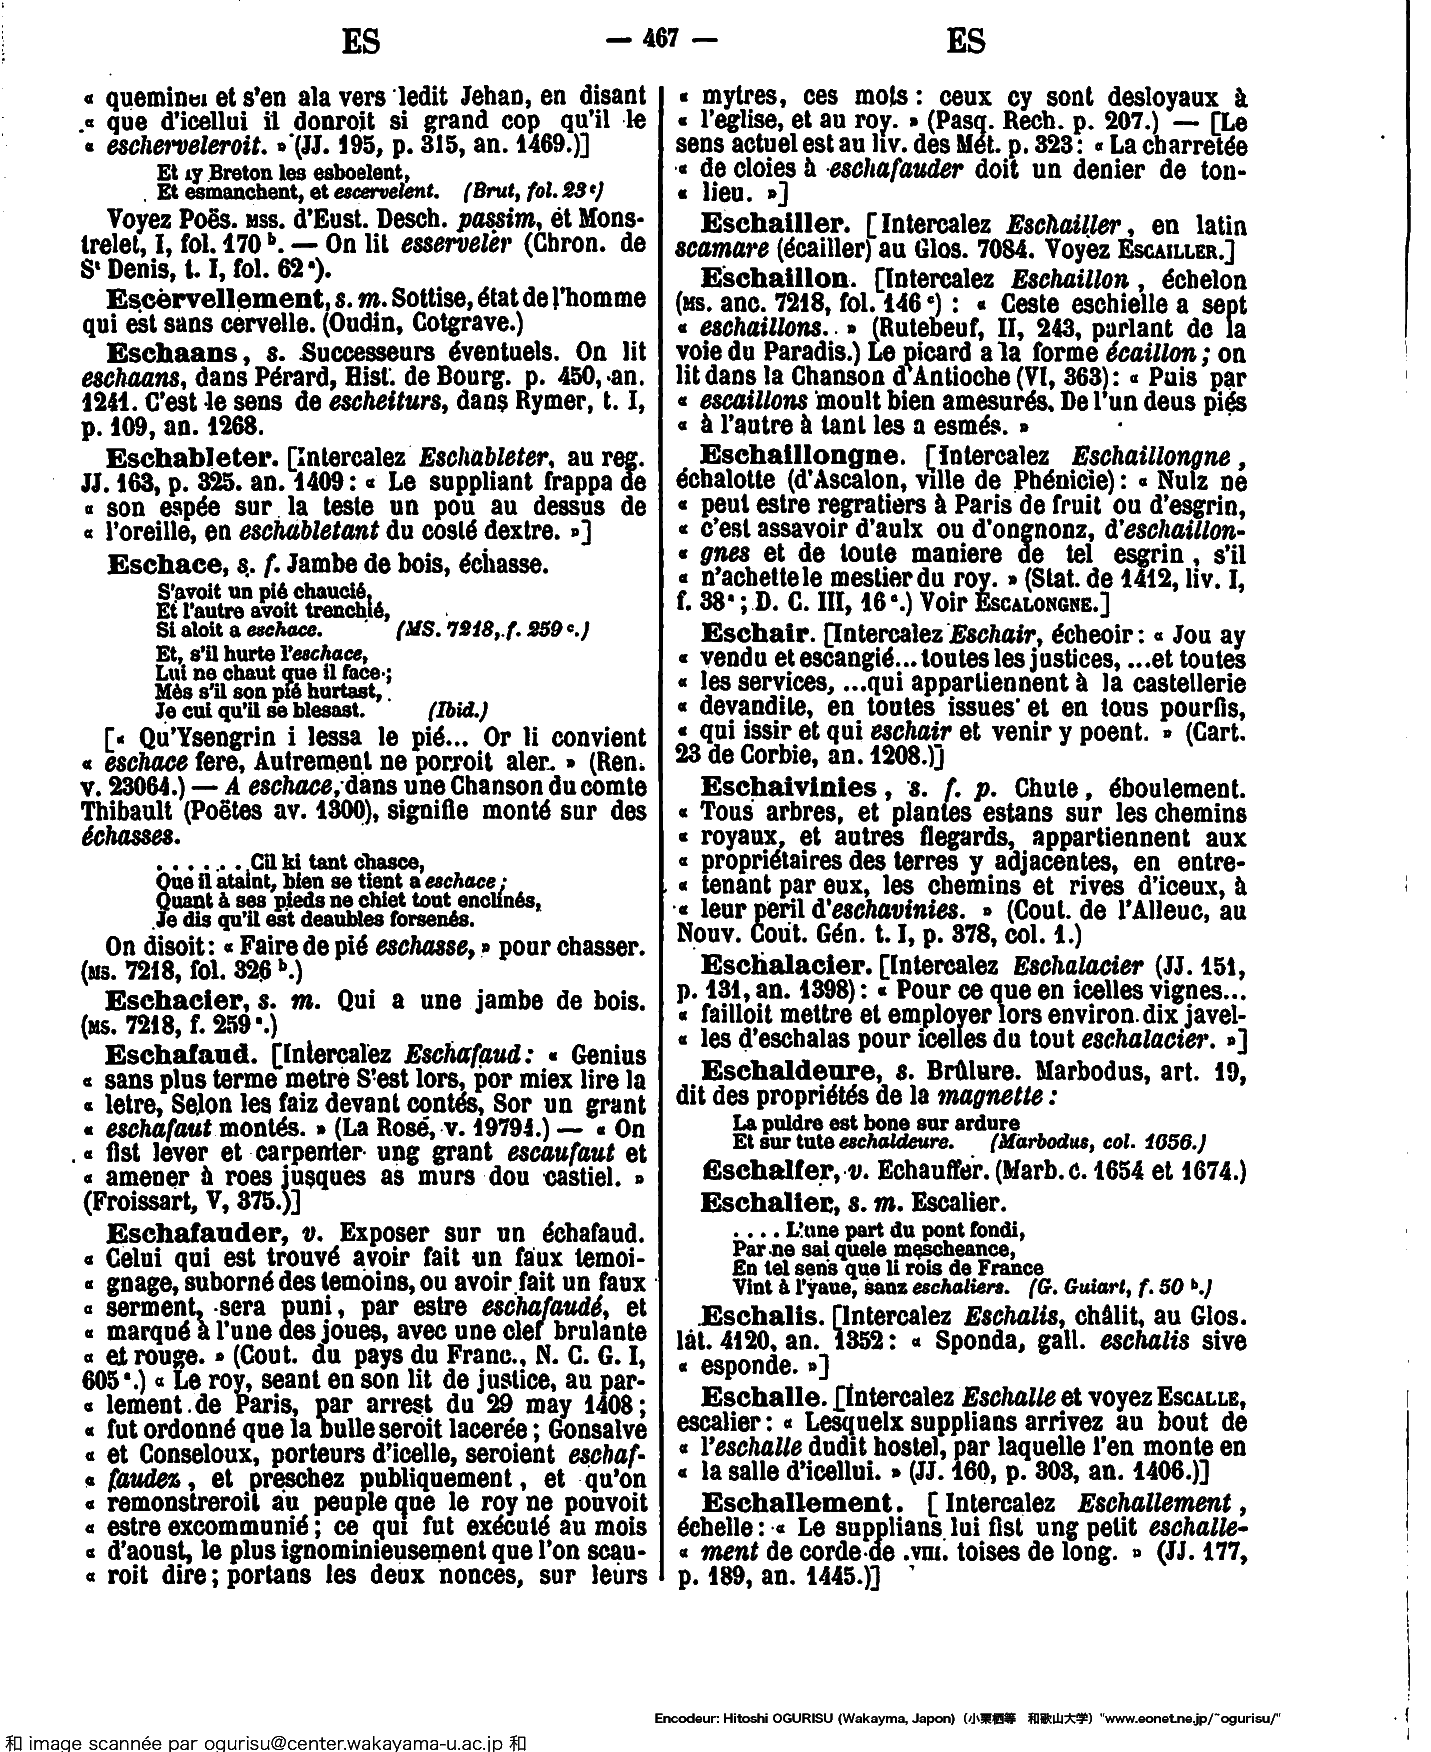 ES
— 467 —
ES
« queminer et s'en ala vers ledit Jehan, en disant
« que d'icellui il donroit si grand cop qu'il le
« escherveleroit. » (JJ. 195, p. 315, an. 1469.)]
Et ly Breton les esboelent,
Et esmanchent, et escervelent. (Brut, fol. 23 c)
Voyez Poës. MSS. d'Eust. Desch. passim, et Mons-
trelet, I, fol. 170 b. — On lit esserveler (Chron. de
St Denis, t. I, fol. 62 a).
Escervellement, s. m. Sottise, état de l'homme
qui est sans cervelle. (Oudin, Cotgrave.)
Eschaans, s. Successeurs éventuels. On lit
eschaans, dans Pérard, Hist. de Bourg. p. 450, an.
1241. C'est le sens de escheiturs, dans Rymer, t. I,
p. 109, an. 1268.
Eschableter. [Intercalez Eschableter, au reg.
JJ. 163, p. 325. an. 1409 : « Le suppliant frappa de
« son espée sur la teste un pou au dessus de
« l'oreille, en eschabletant du costé dextre. »]
Eschace, s. f. Jambe de bois, échasse.
S'avoit un pié chaucié,
Et l'autre avoit trenchié,
Si aloit a eschace. (MS. 7218, f. 259 c.)
Et, s'il hurte l'eschace,
Lui ne chaut que il face ;
Mès s'il son pié hurtast,
Je cui qu'il se blesast. (Ibid.)
[« Qu'Ysengrin i lessa le pié... Or li convient
« eschace fere, Autrement ne porroit aler. » (Ren.
v. 23064.) — A eschace, dans une Chanson du comte
Thibault (Poëtes av. 1300), signifie monté sur des
échasses.
. . . . . . Cil ki tant chasce,
Que il ataint, bien se tient a eschace ;
Quant à ses pieds ne chiet tout enclinés,
Je dis qu'il est deaubles forsenés.
On disoit : « Faire de pié eschasse, » pour chasser.
(MS. 7218, fol. 326 b.)
Eschacier, s. m. Qui a une jambe de bois.
(MS. 7218, f. 259 a.)
Eschafaud. [Intercalez Eschafaud : « Genius
« sans plus terme metre S'est lors, por miex lire la
« letre, Selon les faiz devant contés, Sor un grant
« eschafaut montés. » (La Rose, v. 19794.) — « On
« fist lever et carpenter ung grant escaufaut et
« amener à roes jusques as murs dou castiel. »
(Froissart, V, 375.)]
Eschafauder, v. Exposer sur un échafaud.
« Celui qui est trouvé avoir fait un faux temoi-
« gnage, suborné des temoins, ou avoir fait un faux
« serment, sera puni, par estre eschafaudé, et
« marqué à l'une des joues, avec une clef brulante
« et rouge. » (Cout. du pays du Franc., N. C. G. I,
605 a.) « Le roy, seant en son lit de justice, au par-
« lement de Paris, par arrest du 29 may 1408 ;
« fut ordonné que la bulle seroit lacerée ; Gonsalve
« et Conseloux, porteurs d'icelle, seroient eschaf-
« faudez, et preschez publiquement, et qu'on
« remonstreroit au peuple que le roy ne pouvoit
« estre excommunié ; ce qui fut exécuté au mois
« d'aoust, le plus ignominieusement que l'on scau-
« roit dire ; portans les deux nonces, sur leurs
« mytres, ces mots : ceux cy sont desloyaux à
« l'eglise, et au roy. » (Pasq. Rech. p. 207.) — [Le
sens actuel est au liv. des Mét. p. 323 : « La charretée
« de cloies à eschafauder doit un denier de ton-
« lieu. »]
Eschailler. [Intercalez Eschailler, en latin
scamare (écailler) au Glos. 7084. Voyez ESCAILLER.]
Eschaillon. [Intercalez Eschaillon, échelon
(MS. anc. 7218, fol. 146 c) : « Ceste eschielle a sept
« eschaillons. » (Rutebeuf, II, 243, parlant de la
voie du Paradis.) Le picard a la forme écaillon ; on
lit dans la Chanson d'Antioche (VI, 363) : « Puis par
« escaillons moult bien amesurés. De l'un deus piés
« à l'autre à tant les a esmés. »
Eschaillongne. [Intercalez Eschaillongne,
échalotte (d'Ascalon, ville de Phénicie) : « Nulz ne
« peut estre regratiers à Paris de fruit ou d'esgrin,
« c'est assavoir d'aulx ou d'ongnonz, d'eschaillon-
« gnes et de toute maniere de tel esgrin, s'il
« n'achette le mestier du roy. » (Stat. de 1412, liv. I,
f. 38 a ; D. C. III, 16 a.) Voir ESCALONGNE.]
Eschair. [Intercalez Eschair, écheoir : « Jou ay
« vendu et escangié... toutes les justices, ...et toutes
« les services, ...qui appartiennent à la castellerie
« devandite, en toutes issues et en tous pourfis,
« qui issir et qui eschair et venir y poent. » (Cart.
23 de Corbie, an. 1208.)]
Eschaivinies, s. f. p. Chute, éboulement.
« Tous arbres, et plantes estans sur les chemins
« royaux, et autres flegards, appartiennent aux
« propriétaires des terres y adjacentes, en entre-
« tenant par eux, les chemins et rives d'iceux, à
« leur peril d'eschavinies. » (Cout. de l'Alleuc, au
Nouv. Cout. Gén. t. I, p. 378, col. 1.)
Eschalacier. [Intercalez Eschalacier (JJ. 151,
p. 131, an. 1398) : « Pour ce que en icelles vignes...
« failloit mettre et employer lors environ dix javel-
« les d'eschalas pour icelles du tout eschalacier. »]
Eschaldeure, s. Brûlure. Marbodus, art. 19,
dit des propriétés de la magnette :
La puldre est bone sur ardure
Et sur tute eschaldeure. (Marbodus, col. 1656.)
Eschalfer, v. Echauffer. (Marb. c. 1654 et 1674.)
Eschalier, s. m. Escalier.
. . . . L'une part du pont fondi,
Par ne sai quele mescheance,
En tel sens que li rois de France
Vint à l'yaue, sanz eschaliers. (G. Guiart, f. 50 b.)
Eschalis. [Intercalez Eschalis, châlit, au Glos.
lat. 4120, an. 1352 : « Sponda, gall. eschalis sive
« esponde. »]
Eschalle. [Intercalez Eschalle et voyez ESCALLE,
escalier : « Lesquelx supplians arrivez au bout de
« l'eschalle dudit hostel, par laquelle l'en monte en
« la salle d'icellui. » (JJ. 160, p. 303, an. 1406.)]
Eschallement. [Intercalez Eschallement,
échelle : « Le supplians lui fist ung petit eschalle-
« ment de corde de .VIII. toises de long. » (JJ. 177,
p. 189, an. 1445.)]
Encodeur: Hitoshi OGURISU (Wakayma, Japon) (小栗栖等 和歌山大学) "www.eonet.ne.jp/~ogurisu/"
和 image scannée par ogurisu@center.wakayama-u.ac.jp 和